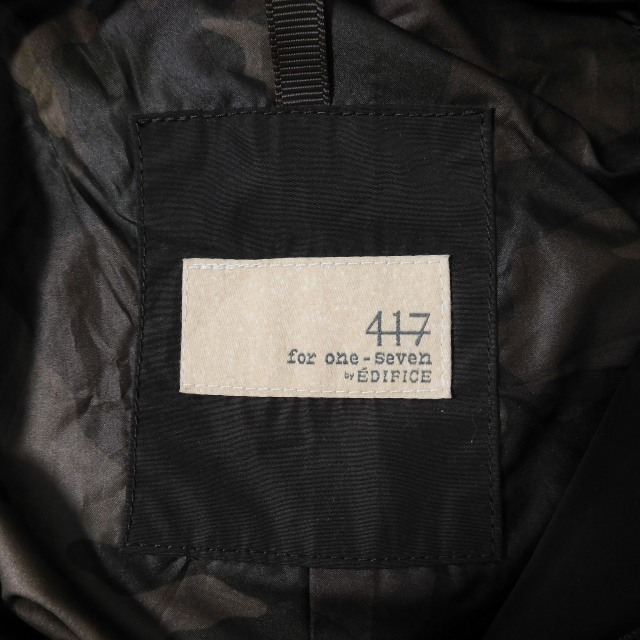 417
for one-seven
by ÉDIFICE